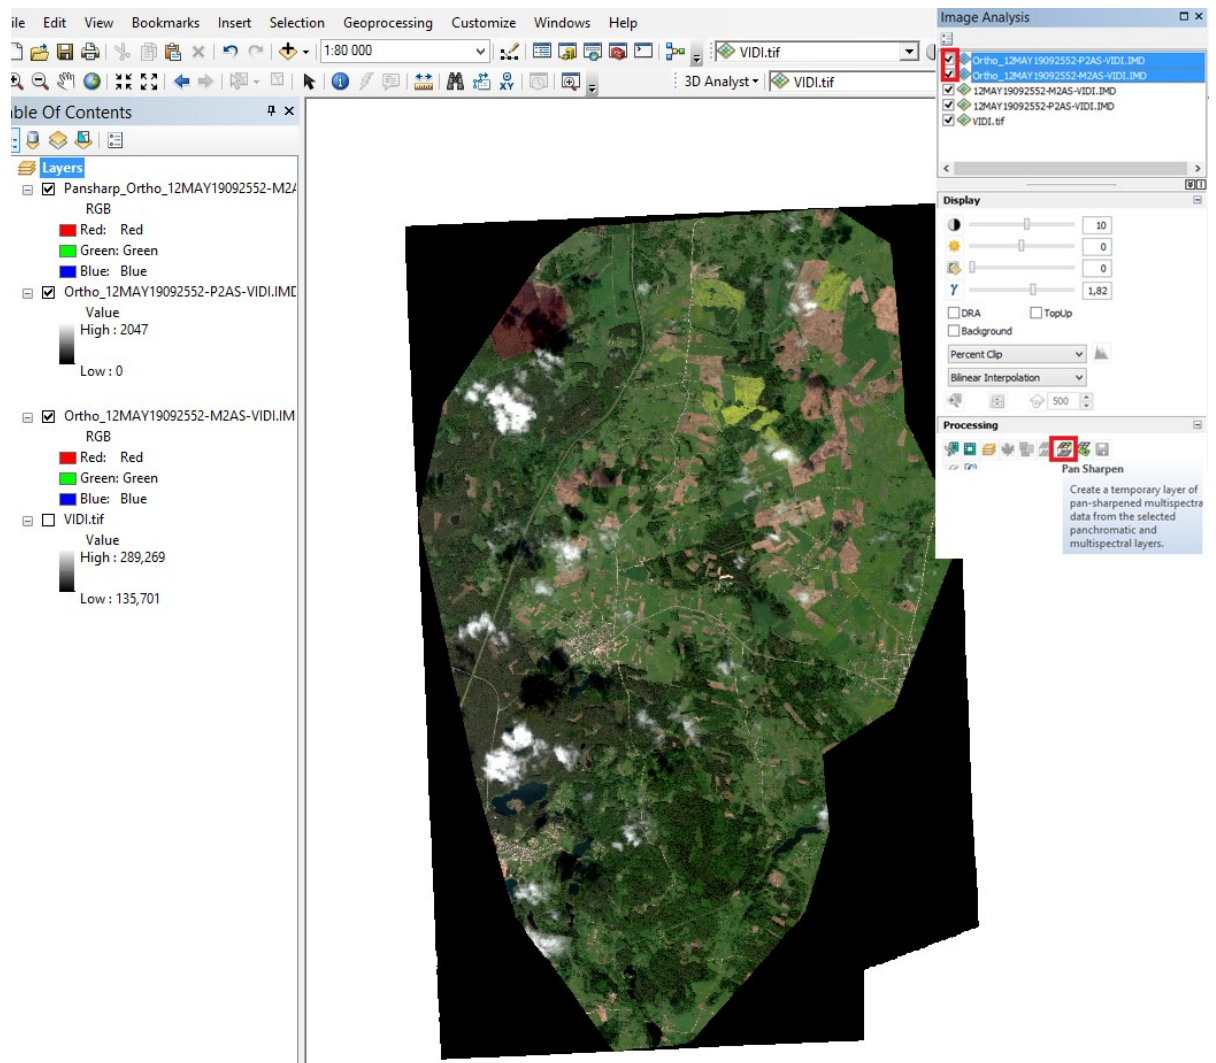 ile Edit View Bookmarks Insert Selection Geoprocessing Customize Windows Help
1:80 000
VIDI.tif
3D Analyst
VIDI.tif
ble Of Contents
Layers
Pansharp_Ortho_12MAY19092552-M2A
RGB
Red: Red
Green: Green
Blue: Blue
Ortho_12MAY19092552-P2AS-VIDI.IME
Value
High : 2047
Low : 0
Ortho_12MAY19092552-M2AS-VIDI.IM
RGB
Red: Red
Green: Green
Blue: Blue
VIDI.tif
Value
High : 289,269
Low : 135,701
Image Analysis
Ortho_12MAY19092552-P2AS-VIDI.IMD
Ortho_12MAY19092552-M2AS-VIDI.IMD
12MAY19092552-M2AS-VIDI.IMD
12MAY19092552-P2AS-VIDI.IMD
VIDI.tif
Display
10
0
0
γ 1,82
DRA TopUp
Background
Percent Clip
Bilinear Interpolation
500
Processing
Pan Sharpen
Create a temporary layer of
pan-sharpened multispectra
data from the selected
panchromatic and
multispectral layers.